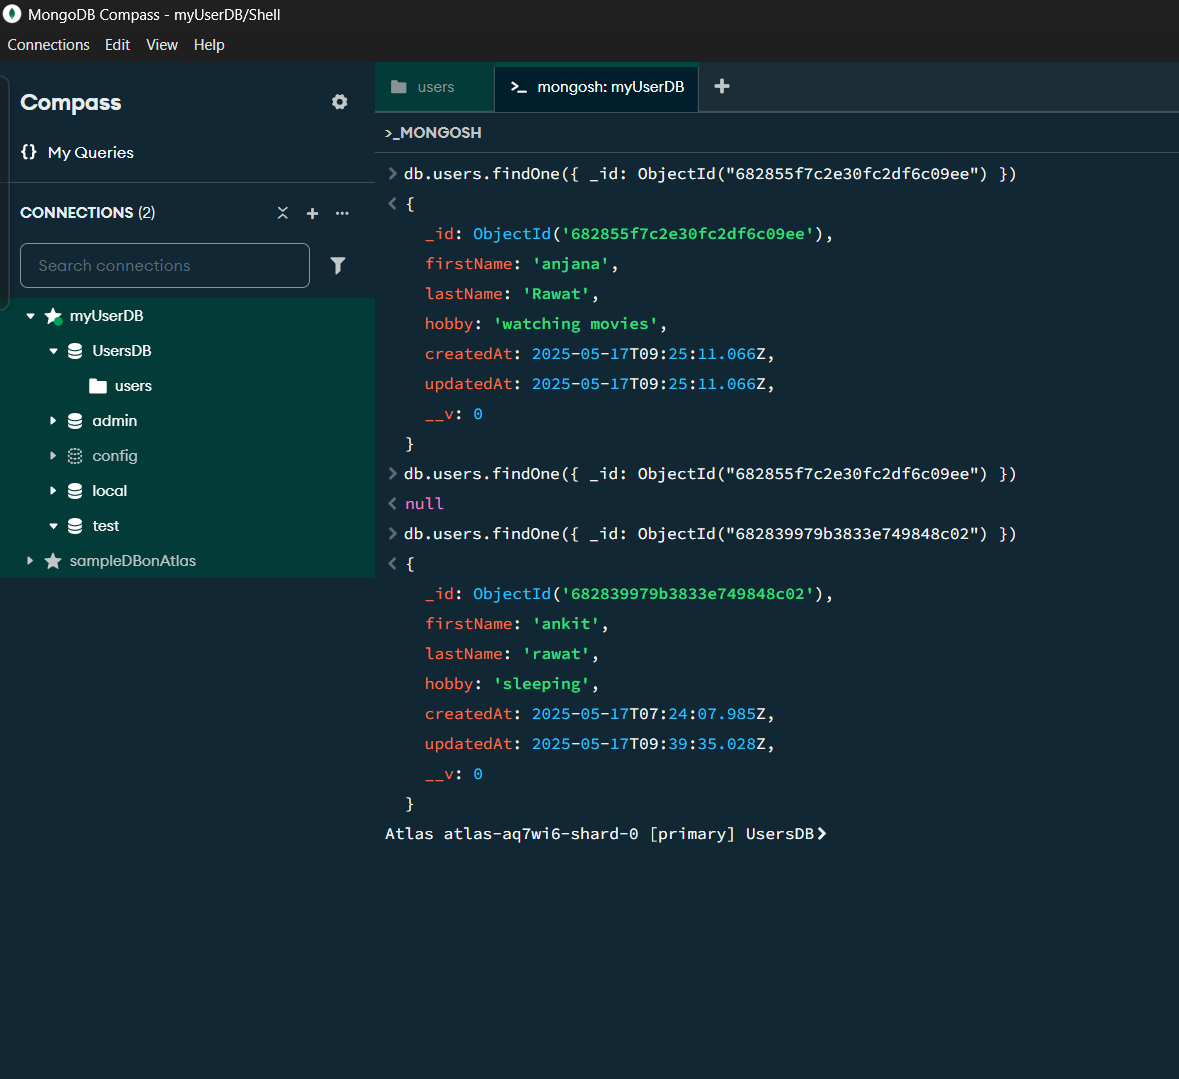 MongoDB Compass - myUserDB/Shell
Connections Edit View Help
Compass
{} My Queries
CONNECTIONS (2)
Search connections
myUserDB
UsersDB
users
admin
config
local
test
sampleDBonAtlas
users
>_ mongosh: myUserDB
>_MONGOSH
> db.users.findOne({ _id: ObjectId("682855f7c2e30fc2df6c09ee") })
< {
_id: ObjectId('682855f7c2e30fc2df6c09ee'),
firstName: 'anjana',
lastName: 'Rawat',
hobby: 'watching movies',
createdAt: 2025-05-17T09:25:11.066Z,
updatedAt: 2025-05-17T09:25:11.066Z,
__v: 0
}
> db.users.findOne({ _id: ObjectId("682855f7c2e30fc2df6c09ee") })
< null
> db.users.findOne({ _id: ObjectId("682839979b3833e749848c02") })
< {
_id: ObjectId('682839979b3833e749848c02'),
firstName: 'ankit',
lastName: 'rawat',
hobby: 'sleeping',
createdAt: 2025-05-17T07:24:07.985Z,
updatedAt: 2025-05-17T09:39:35.028Z,
__v: 0
}
Atlas atlas-aq7wi6-shard-0 [primary] UsersDB>